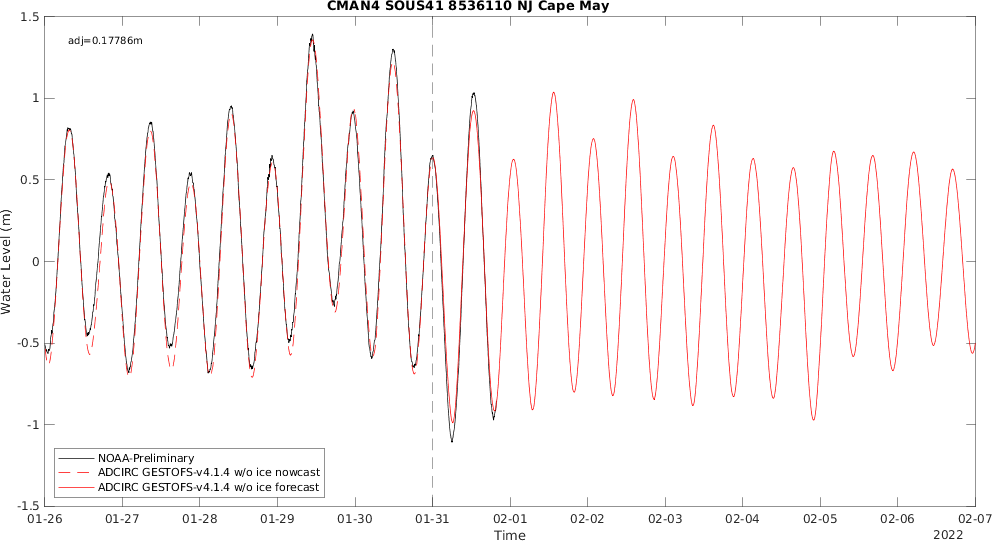 CMAN4 SOUS41 8536110 NJ Cape May
adj=0.17786m
1.5
1
0.5
0
-0.5
-1
-1.5
Water Level (m)
NOAA-Preliminary
ADCIRC GESTOFS-v4.1.4 w/o ice nowcast
ADCIRC GESTOFS-v4.1.4 w/o ice forecast
01-26 01-27 01-28 01-29 01-30 01-31 02-01 02-02 02-03 02-04 02-05 02-06 02-07
Time
2022